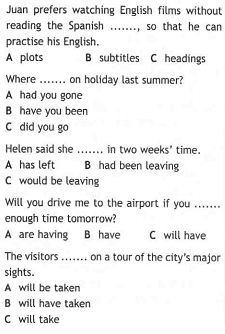 Juan prefers watching English films without
reading the Spanish ......., so that he can
practise his English.
A plots B subtitles C headings
Where ....... on holiday last summer?
A had you gone
B have you been
C did you go
Helen said she ....... in two weeks' time.
A has left B had been leaving
C would be leaving
Will you drive me to the airport if you .......
enough time tomorrow?
A are having B have C will have
The visitors ....... on a tour of the city's major
sights.
A will be taken
B will have taken
C will take